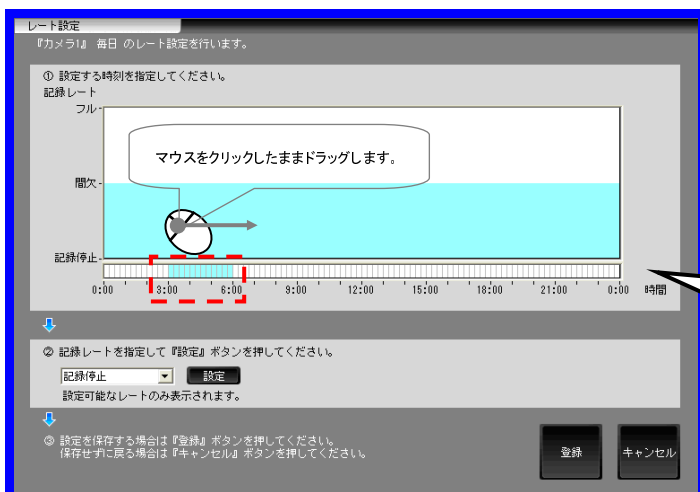 レート設定
『カメラ1』 毎日 のレート設定を行います。
① 設定する時刻を指定してください。
記録レート
フル
マウスをクリックしたままドラッグします。
間欠
記録停止
0:00 3:00 6:00 9:00 12:00 15:00 18:00 21:00 0:00 時間
② 記録レートを指定して『設定』ボタンを押してください。
記録停止 設定
設定可能なレートのみ表示されます。
③ 設定を保存する場合は『登録』ボタンを押してください。
保存せずに戻る場合は『キャンセル』ボタンを押してください。
登録 キャンセル